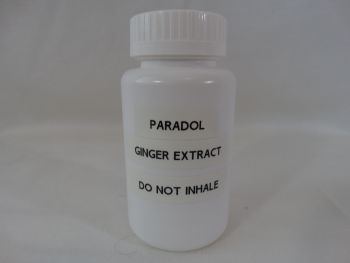 PARADOL
GINGER EXTRACT
DO NOT INHALE